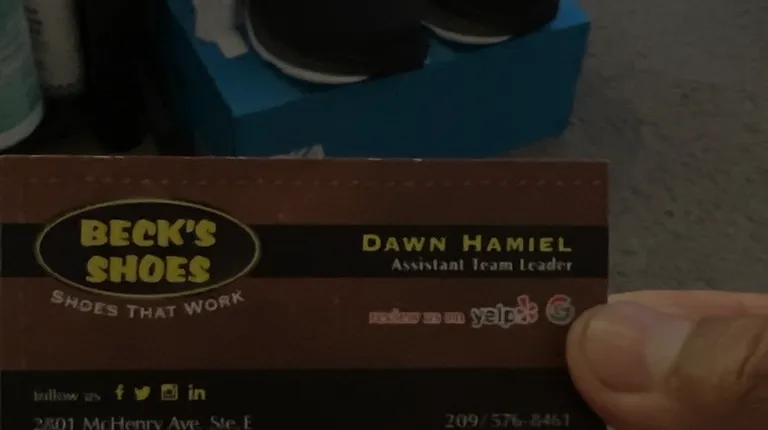 BECK'S
SHOES
SHOES THAT WORK
DAWN HAMIEL
Assistant Team Leader
review us on yelp G
follow us f in
2801 McHenry Ave. Ste. E
209/576-8461